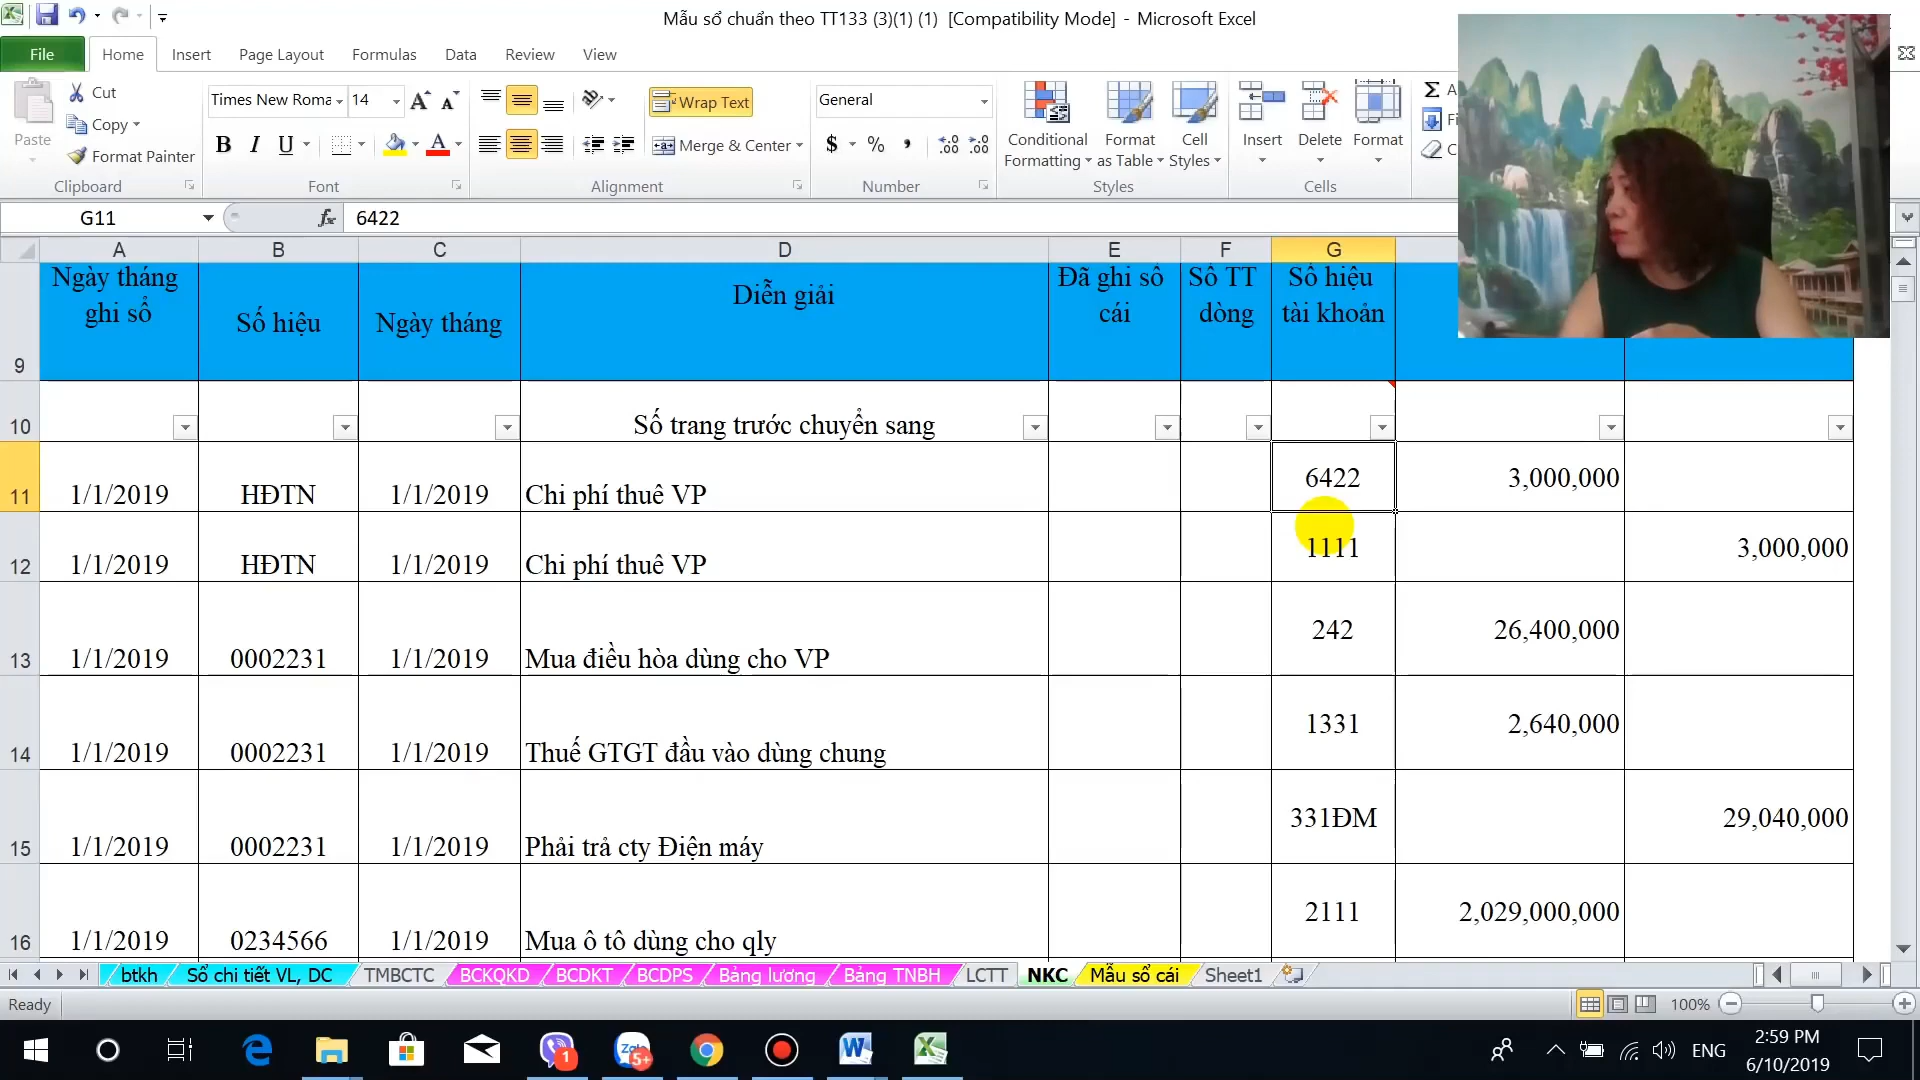 Mẫu sổ chuẩn theo TT133 (3)(1) (1) [Compatibility Mode] - Microsoft Excel
File Home Insert Page Layout Formulas Data Review View
Paste
Cut
Copy
Format Painter
Clipboard
Times New Roma 14
B I U
Font
Wrap Text
Merge & Center
Alignment
General
$ % ,
Number
Conditional Formatting
Format as Table
Cell Styles
Styles
Insert Delete Format
Cells
G11 fx 6422
A B C D E F G
9 Ngày tháng ghi sổ Số hiệu Ngày tháng Diễn giải Đã ghi sổ cái Số TT dòng Số hiệu tài khoản
10 Số trang trước chuyển sang
11 1/1/2019 HĐTN 1/1/2019 Chi phí thuê VP 6422 3,000,000
12 1/1/2019 HĐTN 1/1/2019 Chi phí thuê VP 1111 3,000,000
13 1/1/2019 0002231 1/1/2019 Mua điều hòa dùng cho VP 242 26,400,000
14 1/1/2019 0002231 1/1/2019 Thuế GTGT đầu vào dùng chung 1331 2,640,000
15 1/1/2019 0002231 1/1/2019 Phải trả cty Điện máy 331ĐM 29,040,000
16 1/1/2019 0234566 1/1/2019 Mua ô tô dùng cho qly 2111 2,029,000,000
btkh Sổ chi tiết VL, DC TMBCTC BCKQKD BCDKT BCDPS Bảng lương Bảng TNBH LCTT NKC Mẫu sổ cái Sheet1
Ready 100%
1 Zalo 5+ ENG 2:59 PM
6/10/2019